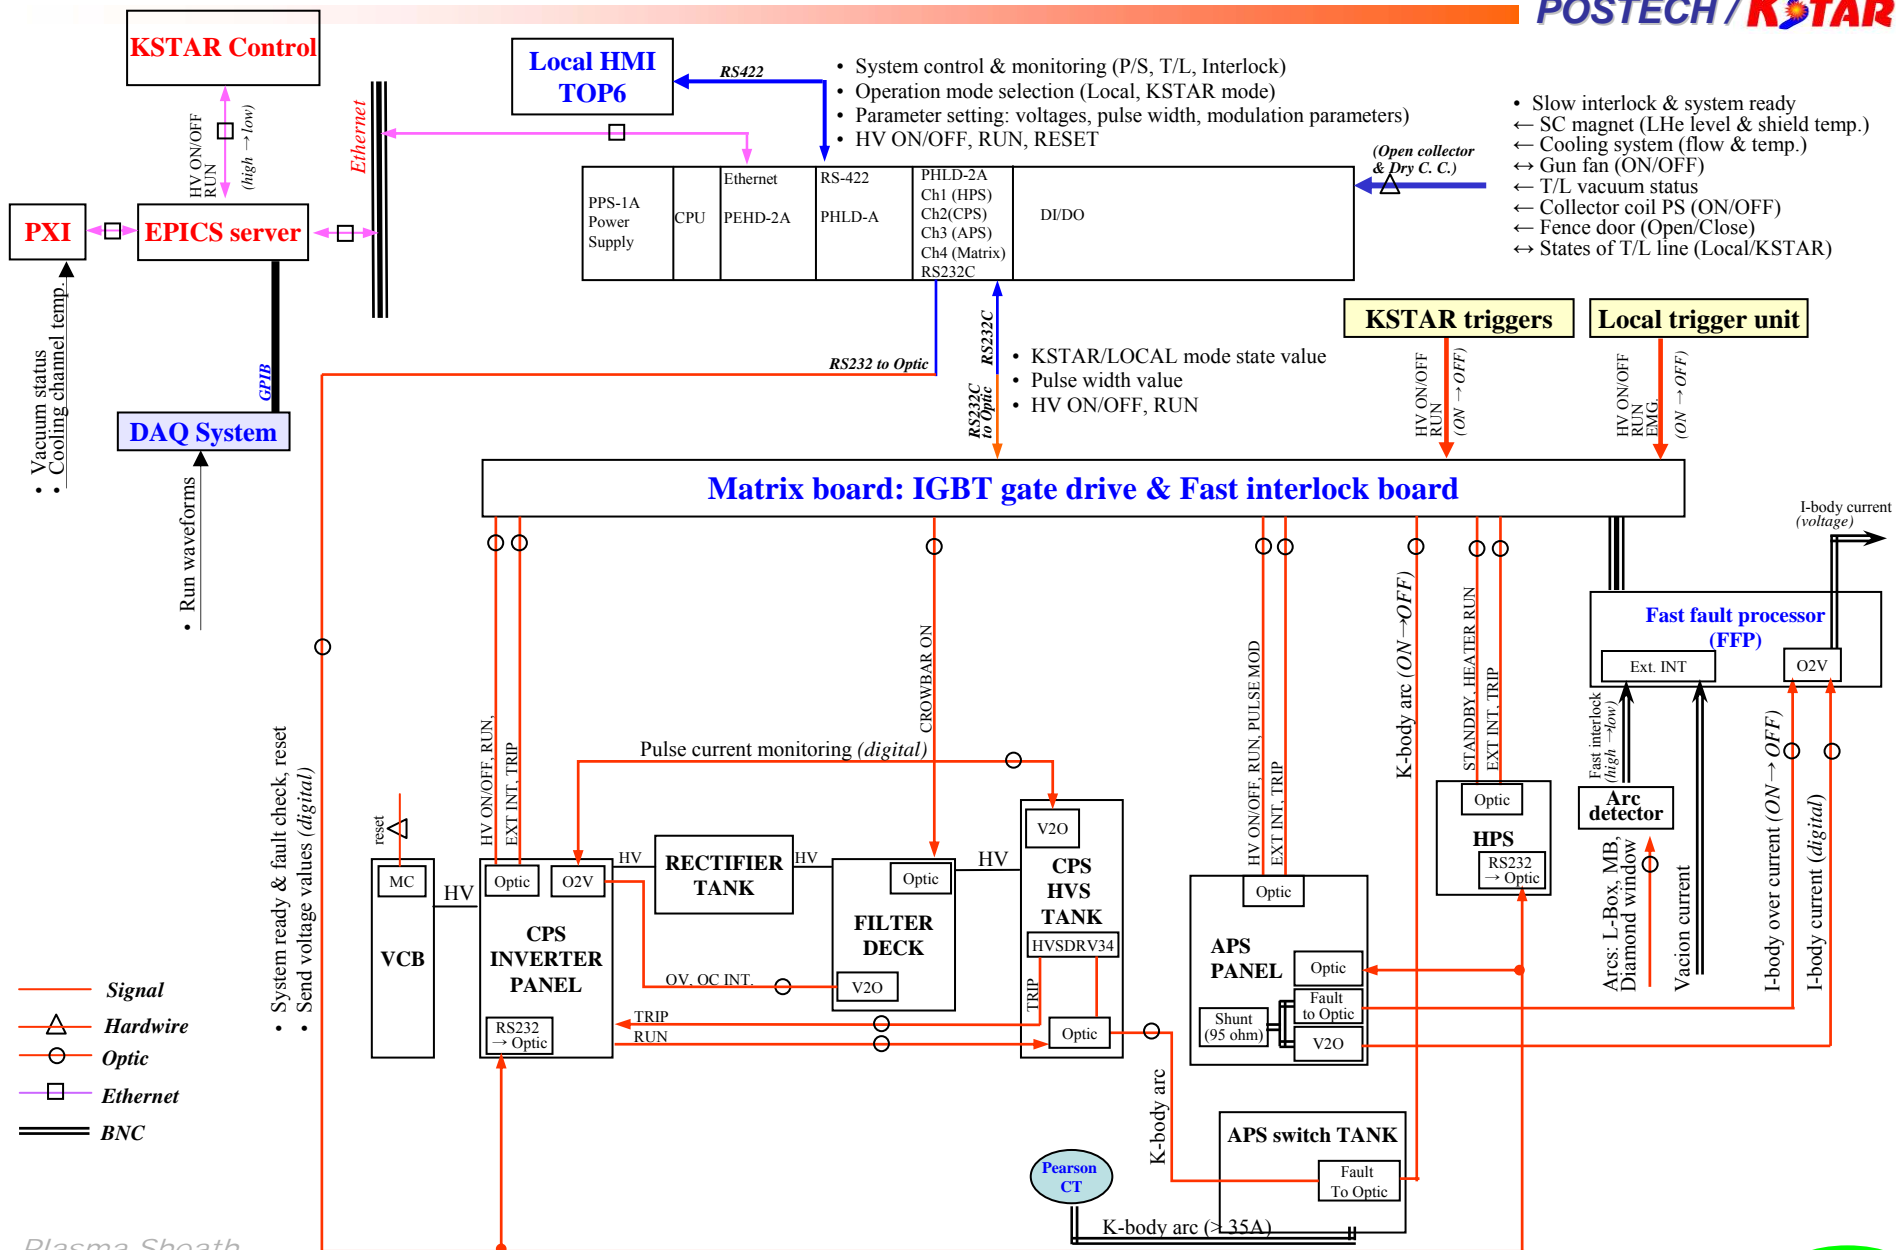 POSTECH / KSTAR
KSTAR Control
Local HMI
TOP6
RS422
• System control & monitoring (P/S, T/L, Interlock)
• Operation mode selection (Local, KSTAR mode)
• Parameter setting: voltages, pulse width, modulation parameters)
• HV ON/OFF, RUN, RESET
• Slow interlock & system ready
← SC magnet (LHe level & shield temp.)
← Cooling system (flow & temp.)
↔ Gun fan (ON/OFF)
← T/L vacuum status
← Collector coil PS (ON/OFF)
← Fence door (Open/Close)
↔ States of T/L line (Local/KSTAR)
HV ON/OFF
RUN
(high → low)
Ethernet
(Open collector
& Dry C. C.)
PXI
EPICS server
PPS-1A
Power
Supply
CPU
Ethernet
PEHD-2A
RS-422
PHLD-A
PHLD-2A
Ch1 (HPS)
Ch2(CPS)
Ch3 (APS)
Ch4 (Matrix)
RS232C
DI/DO
• Vacuum status
• Cooling channel temp.
GPIB
DAQ System
• Run waveforms
RS232 to Optic
RS232C
RS232C
to Optic
• KSTAR/LOCAL mode state value
• Pulse width value
• HV ON/OFF, RUN
KSTAR triggers
Local trigger unit
HV ON/OFF
RUN
(ON → OFF)
HV ON/OFF
RUN
EMG.
(ON → OFF)
Matrix board: IGBT gate drive & Fast interlock board
I-body current
(voltage)
Fast fault processor
(FFP)
Ext. INT
O2V
• System ready & fault check, reset
• Send voltage values (digital)
HV ON/OFF, RUN,
EXT INT, TRIP
CROWBAR ON
HV ON/OFF, RUN, PULSE MOD
EXT INT, TRIP
K-body arc (ON→OFF)
STANDBY, HEATER RUN
EXT INT, TRIP
Fast interlock
(high →low)
Arc
detector
Arcs: L-Box, MB,
Diamond window
Vacion current
I-body over current (ON → OFF)
I-body current (digital)
Pulse current monitoring (digital)
reset
MC
VCB
HV
Optic
O2V
CPS
INVERTER
PANEL
RS232
→ Optic
HV
RECTIFIER
TANK
HV
Optic
FILTER
DECK
V2O
HV
V2O
CPS
HVS
TANK
HVSDRV34
TRIP
Optic
OV, OC INT.
TRIP
RUN
Optic
APS
PANEL
Optic
Fault
to Optic
Shunt
(95 ohm)
V2O
Optic
HPS
RS232
→ Optic
Signal
Hardwire
Optic
Ethernet
BNC
K-body arc
APS switch TANK
Fault
To Optic
Pearson
CT
K-body arc (> 35A)
Plasma Sheath